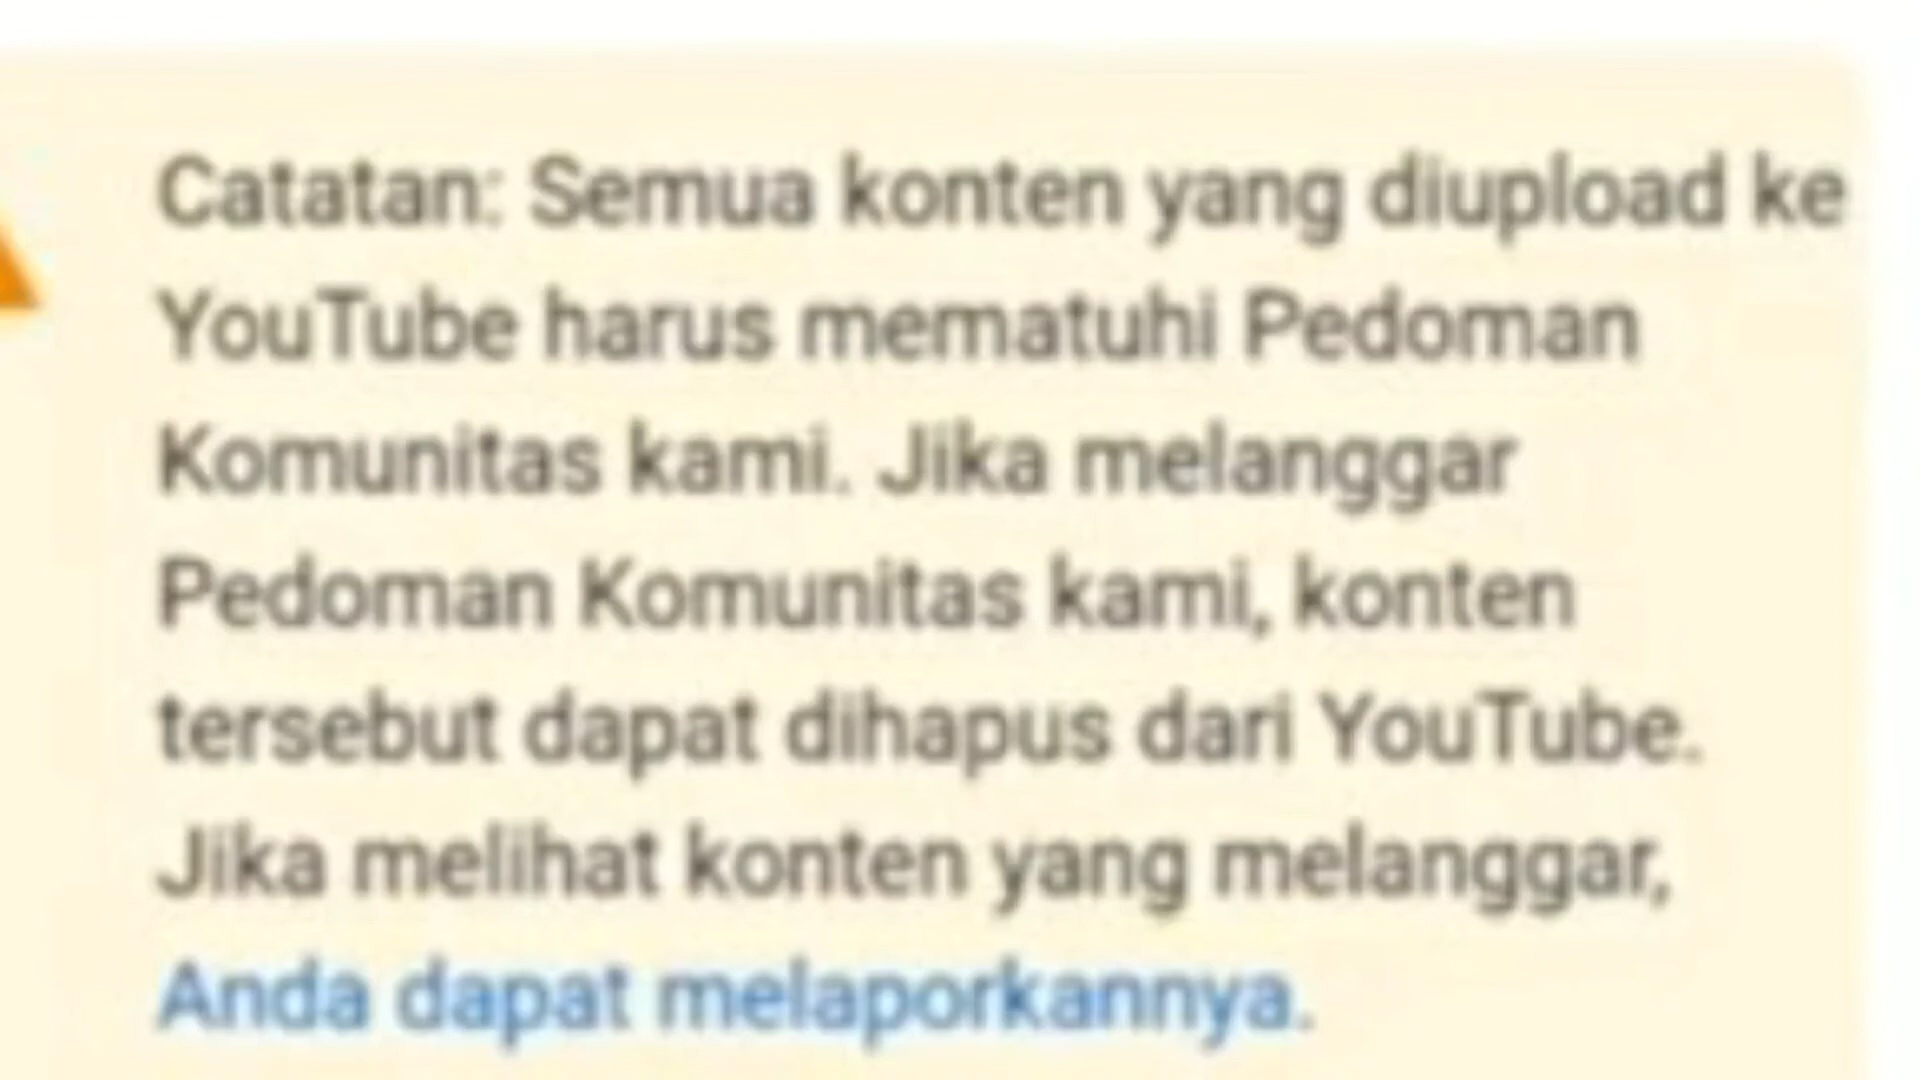 Catatan: Semua konten yang diupload ke
YouTube harus mematuhi Pedoman
Komunitas kami. Jika melanggar
Pedoman Komunitas kami, konten
tersebut dapat dihapus dari YouTube.
Jika melihat konten yang melanggar,
Anda dapat melaporkannya.